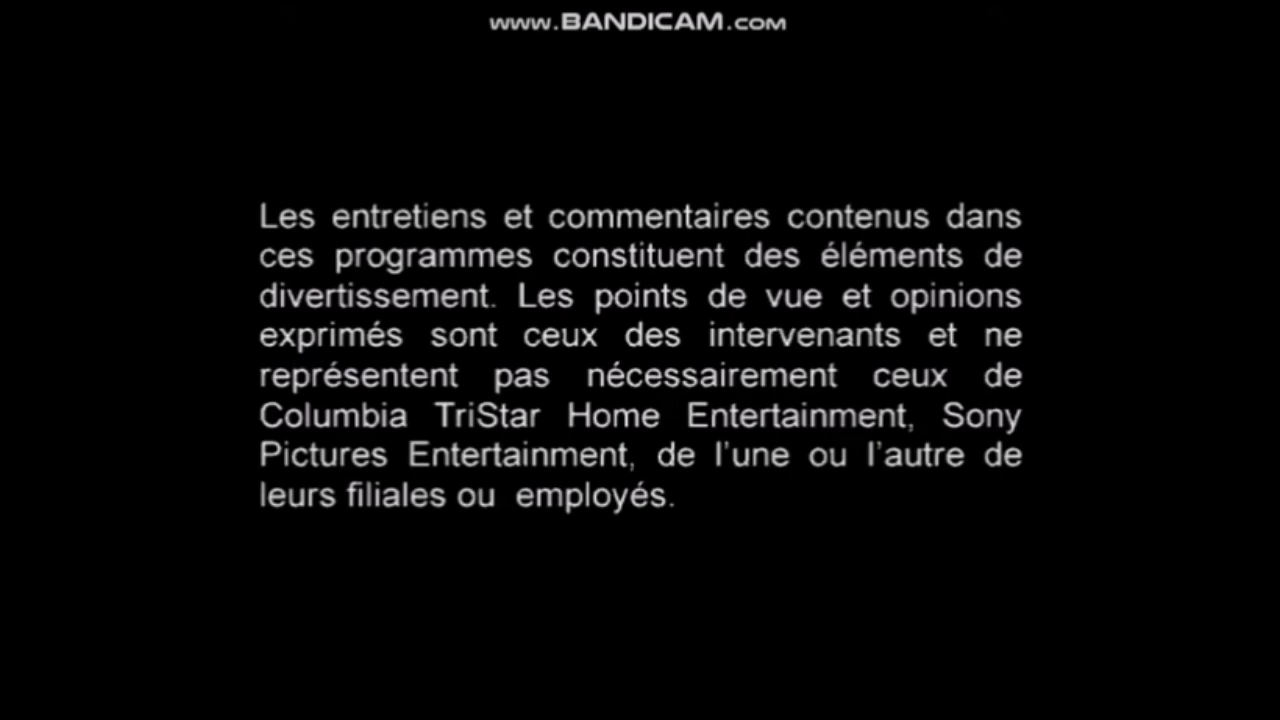 www.BANDICAM.com
Les entretiens et commentaires contenus dans
ces programmes constituent des éléments de
divertissement. Les points de vue et opinions
exprimés sont ceux des intervenants et ne
représentent pas nécessairement ceux de
Columbia TriStar Home Entertainment, Sony
Pictures Entertainment, de l'une ou l'autre de
leurs filiales ou  employés.